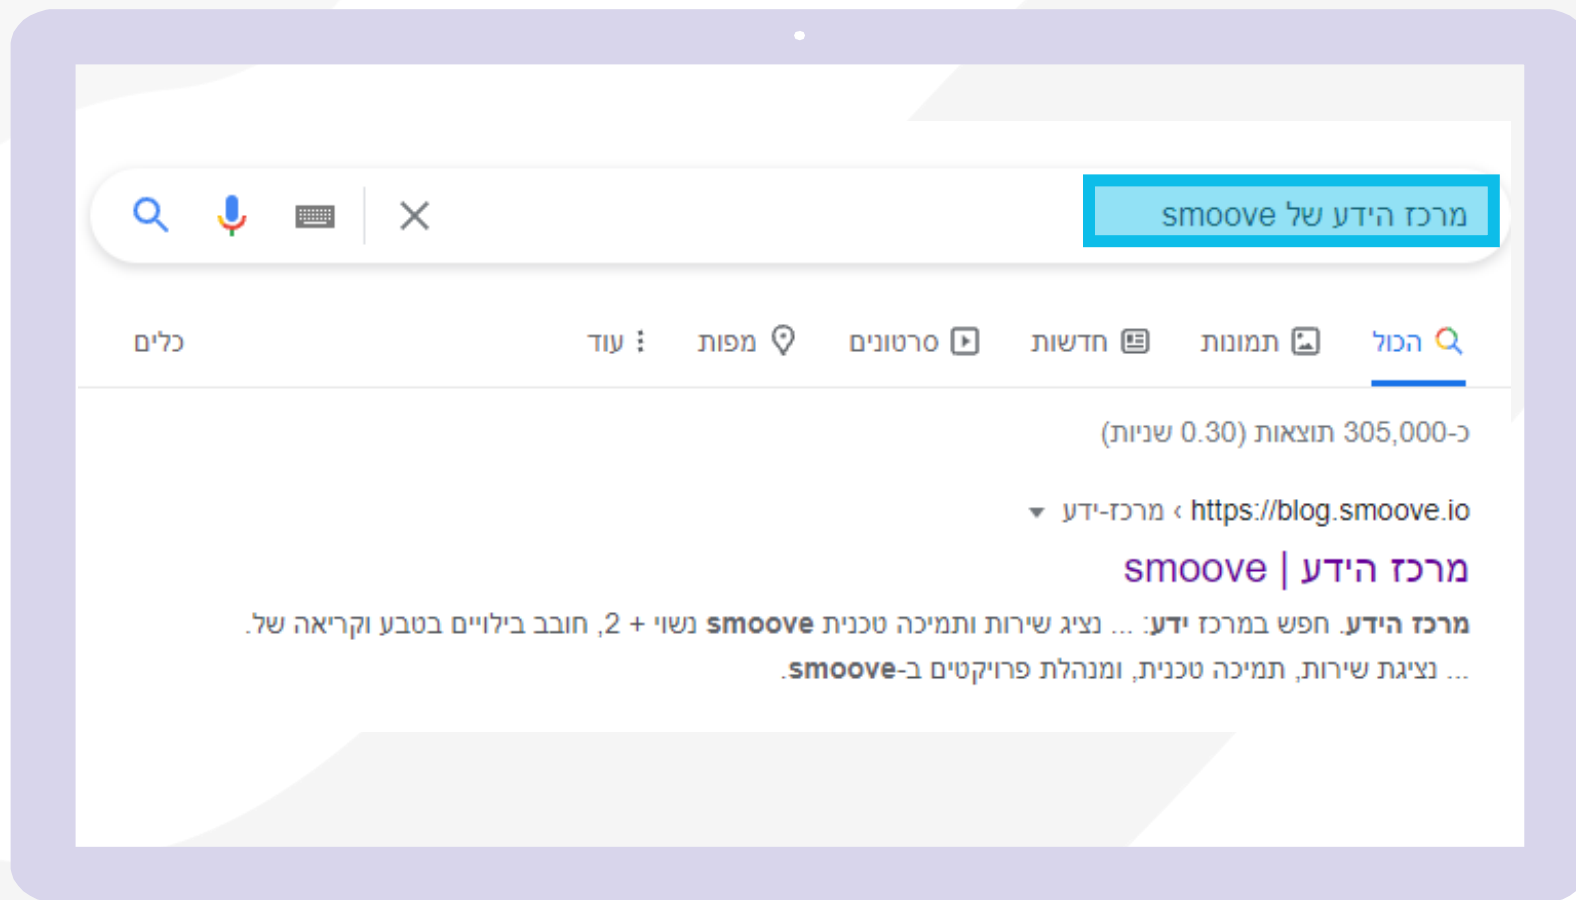 מרכז הידע של smoove
הכול תמונות חדשות סרטונים מפות עוד כלים
כ-305,000 תוצאות (0.30 שניות)
https://blog.smoove.io › מרכז-ידע
מרכז הידע | smoove
מרכז הידע. חפש במרכז ידע: ... נציג שירות ותמיכה טכנית smoove נשוי + 2, חובב בילויים בטבע וקריאה של.
... נציגת שירות, תמיכה טכנית, ומנהלת פרויקטים ב-smoove.